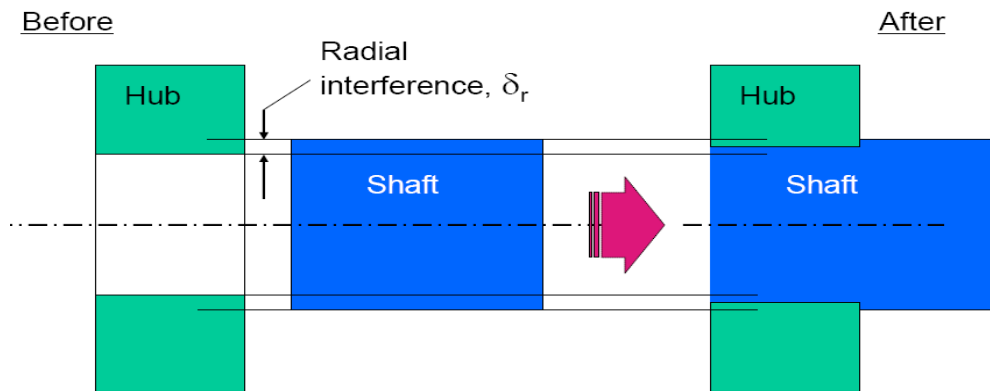 Before
After
Radial
interference, δr
Hub
Hub
Shaft
Shaft